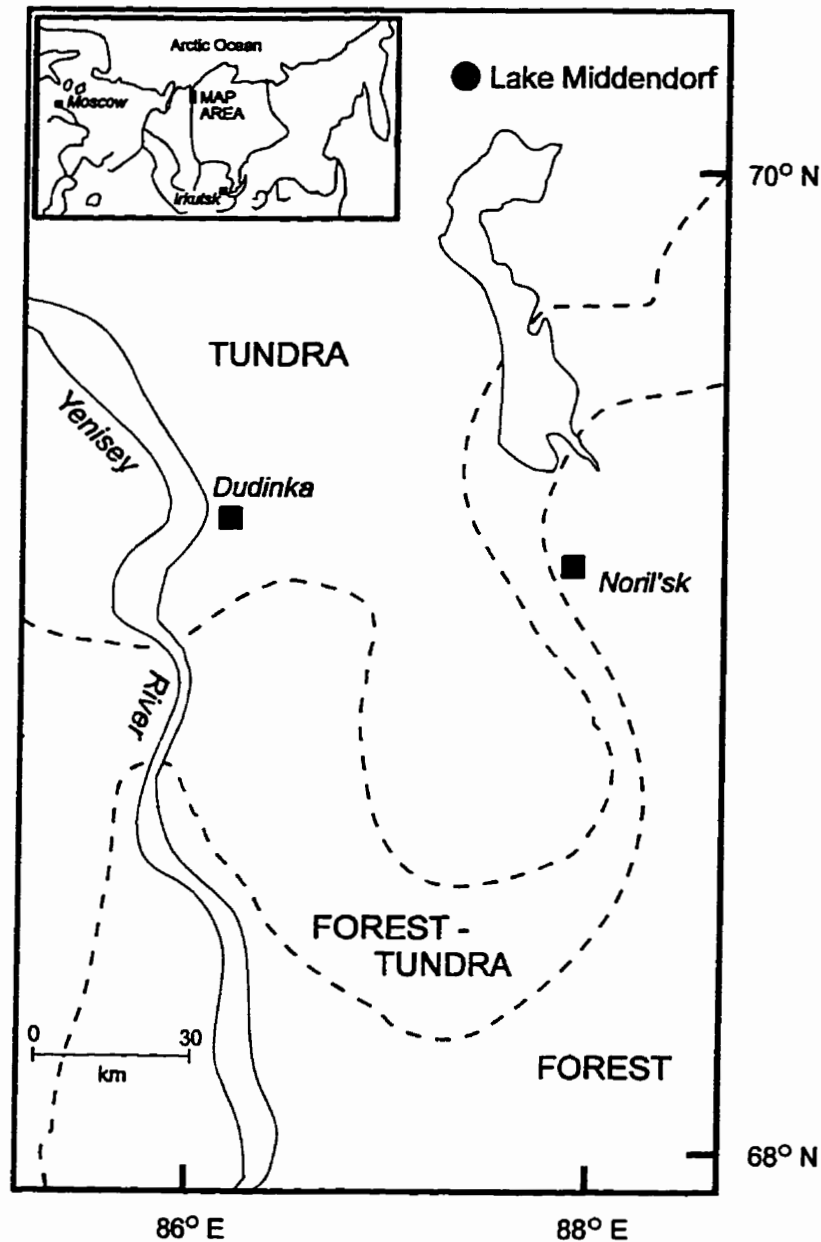 Arctic Ocean
Moscow
MAP
AREA
Irkutsk
Lake Middendorf
70° N
TUNDRA
Yenisey
Dudinka
Noril'sk
River
FOREST -
TUNDRA
0 30
km
FOREST
68° N
86° E 88° E